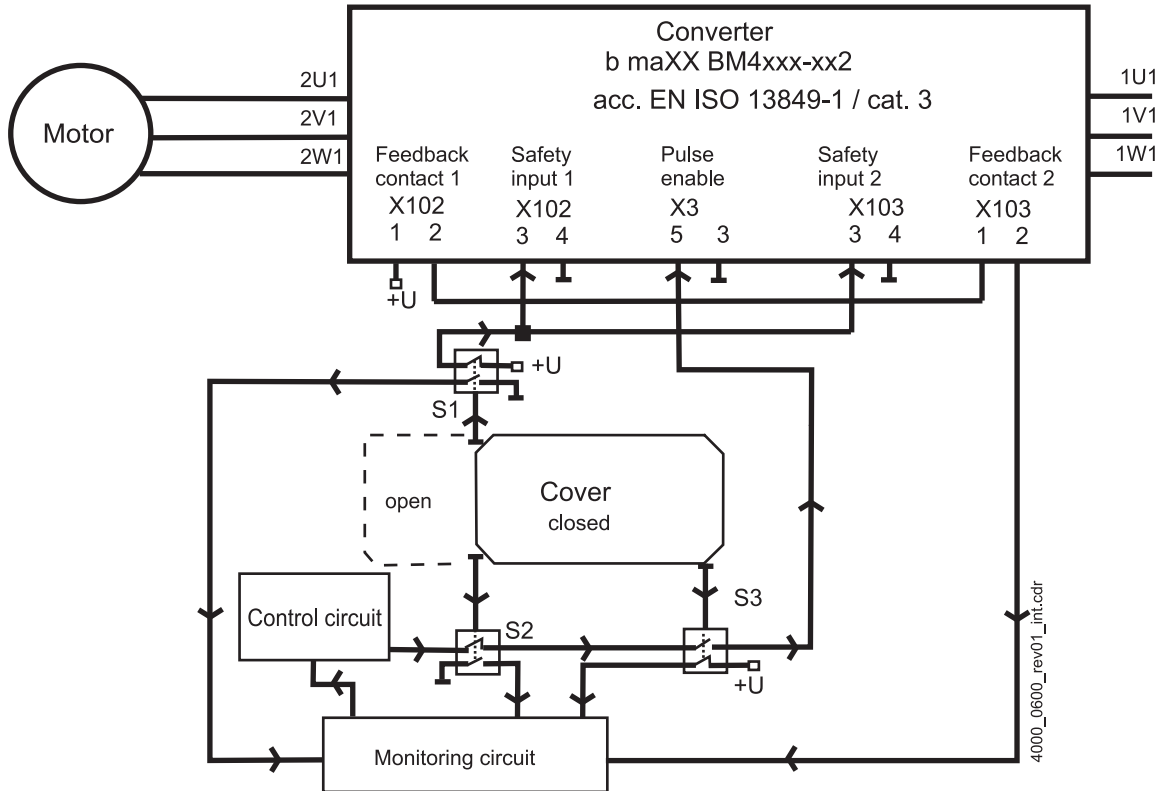 Converter
b maXX BM4xxx-xx2
acc. EN ISO 13849-1 / cat. 3
Motor
2U1
2V1
2W1
1U1
1V1
1W1
Feedback
contact 1
X102
1 2
Safety
input 1
X102
3 4
Pulse
enable
X3
5 3
Safety
input 2
X103
3 4
Feedback
contact 2
X103
1 2
+U
+U
S1
open
Cover
closed
Control circuit
S2
S3
+U
Monitoring circuit
4000_0600_rev01_int.cdr